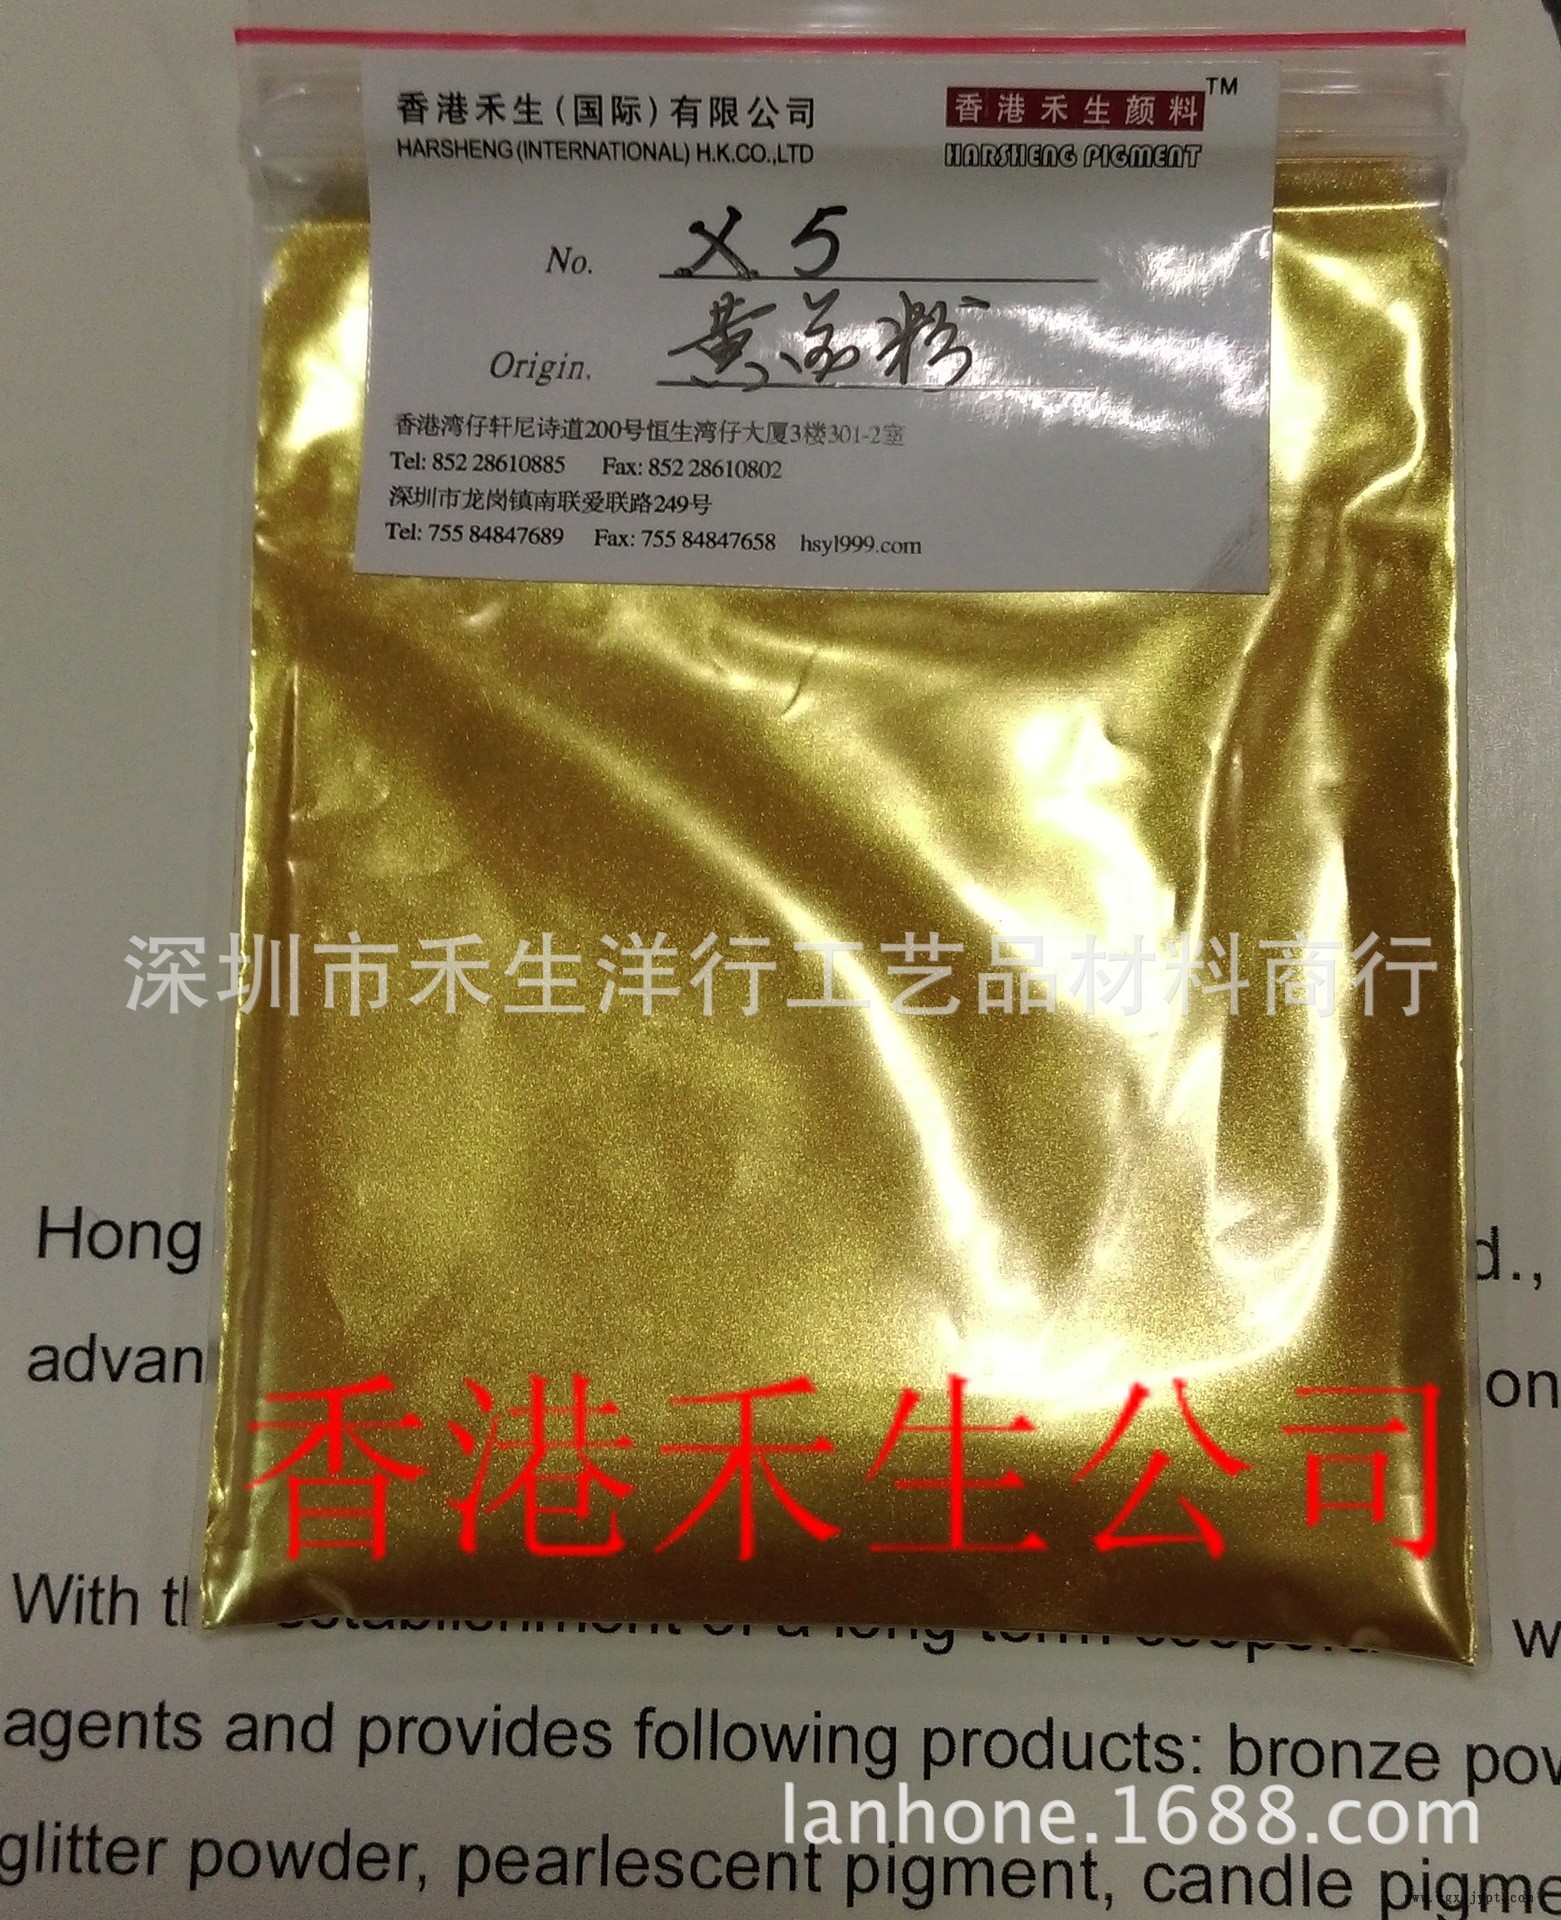 香港禾生(国际)有限公司
HARSHENG (INTERNATIONAL) H.K.CO.,LTD
香港禾生颜料 TM
HARSHENG PIGMENT
No. X 5
Origin. 黄金粉
香港湾仔轩尼诗道200号恒生湾仔大厦3楼301-2室
Tel: 852 28610885 Fax: 852 28610802
深圳市龙岗镇南联爱联路249号
Tel: 755 84847689 Fax: 755 84847658 hsyl999.com
深圳市禾生洋行工艺品材料商行
Hong
d.,
advan
on
香港禾生公司
With th establishment of a long term w
agents and provides following products: bronze pow
lanhone.1688.com
glitter powder, pearlescent pigment, candle pigme